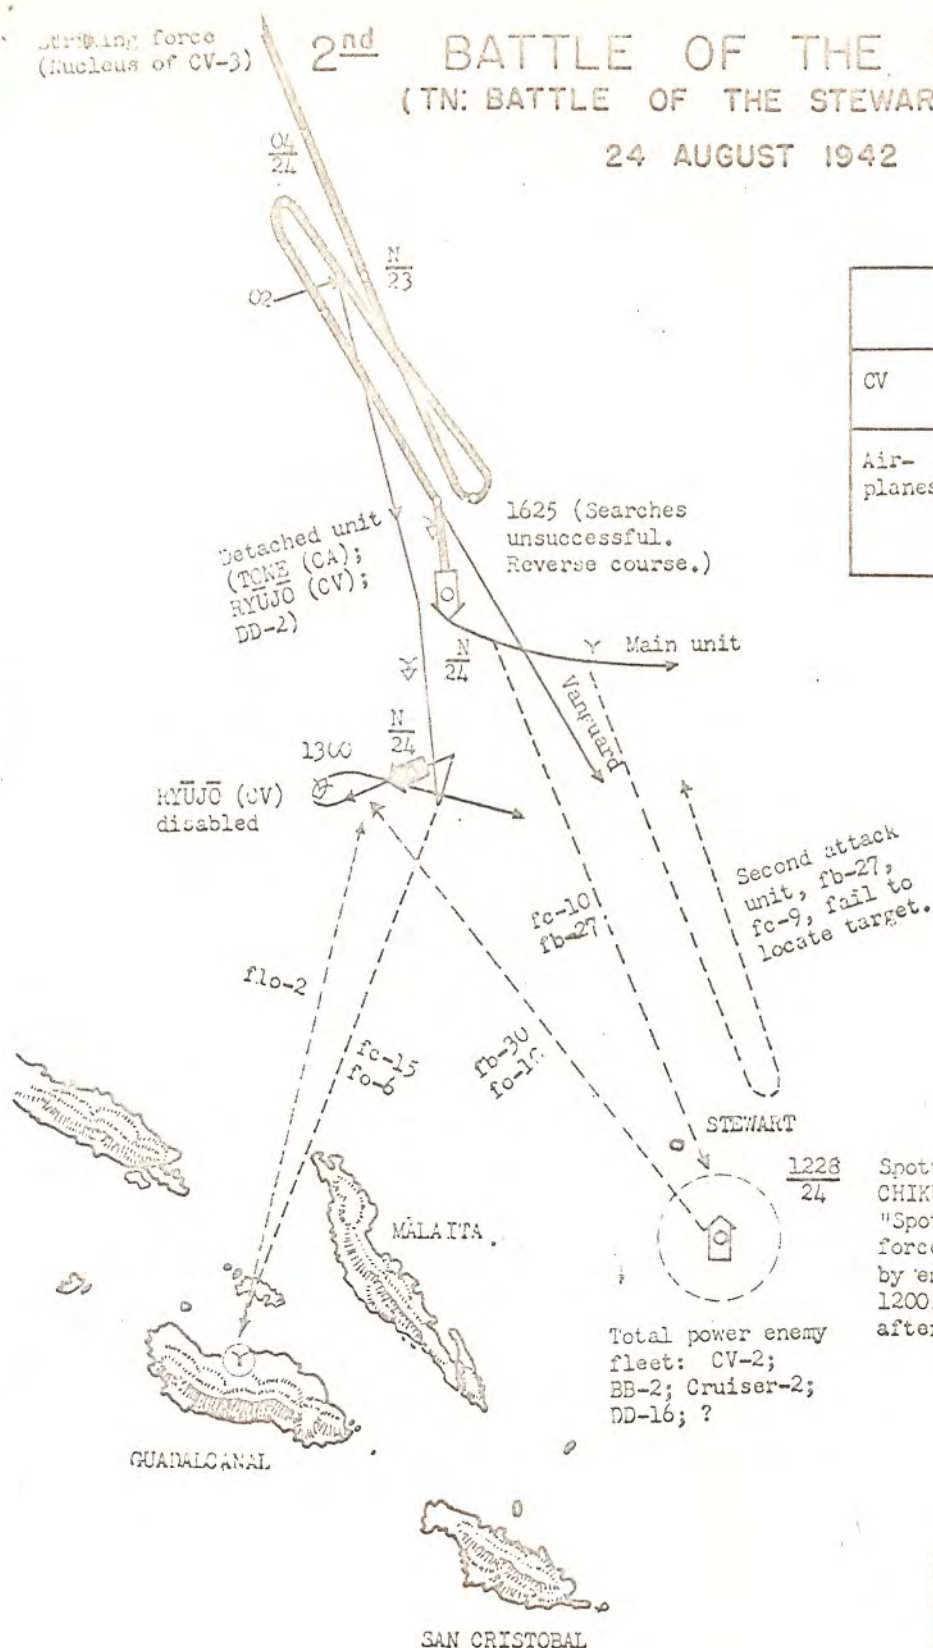 Striking force
(Nucleus of CV-3)
2nd BATTLE OF THE
(TN: BATTLE OF THE STEWAR
24 AUGUST 1942
04
24
N
23
02
CV
Air-
planes
1625 (Searches
unsuccessful.
Reverse course.)
Detached unit
(TONE (CA);
RYŪJŌ (CV);
DD-2)
N
24
Main unit
Vanguard
N
24
1300
RYŪJŌ (CV)
disabled
Second attack
unit, fb-27,
fc-9, fail to
locate target.
fc-10
fb-27
flo-2
fc-15
fo-6
fb-30
STEWART
1228
24
Spot
CHIK
"Spo
force
by en
1200
after
MALAITA
Total power enemy
fleet: CV-2;
BB-2; Cruiser-2;
DD-16; ?
GUADALCANAL
SAN CRISTOBAL